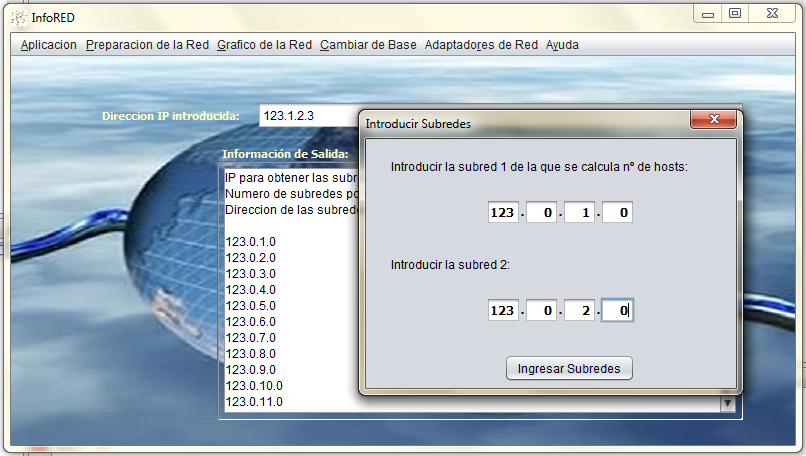 InfoRED
Aplicacion Preparacion de la Red Grafico de la Red Cambiar de Base Adaptadores de Red Ayuda
Direccion IP introducida: 123.1.2.3
Información de Salida:
IP para obtener las subre
Numero de subredes po
Direccion de las subrede
123.0.1.0
123.0.2.0
123.0.3.0
123.0.4.0
123.0.5.0
123.0.6.0
123.0.7.0
123.0.8.0
123.0.9.0
123.0.10.0
123.0.11.0
Introducir Subredes
Introducir la subred 1 de la que se calcula nº de hosts:
123 . 0 . 1 . 0
Introducir la subred 2:
123 . 0 . 2 . 0
Ingresar Subredes